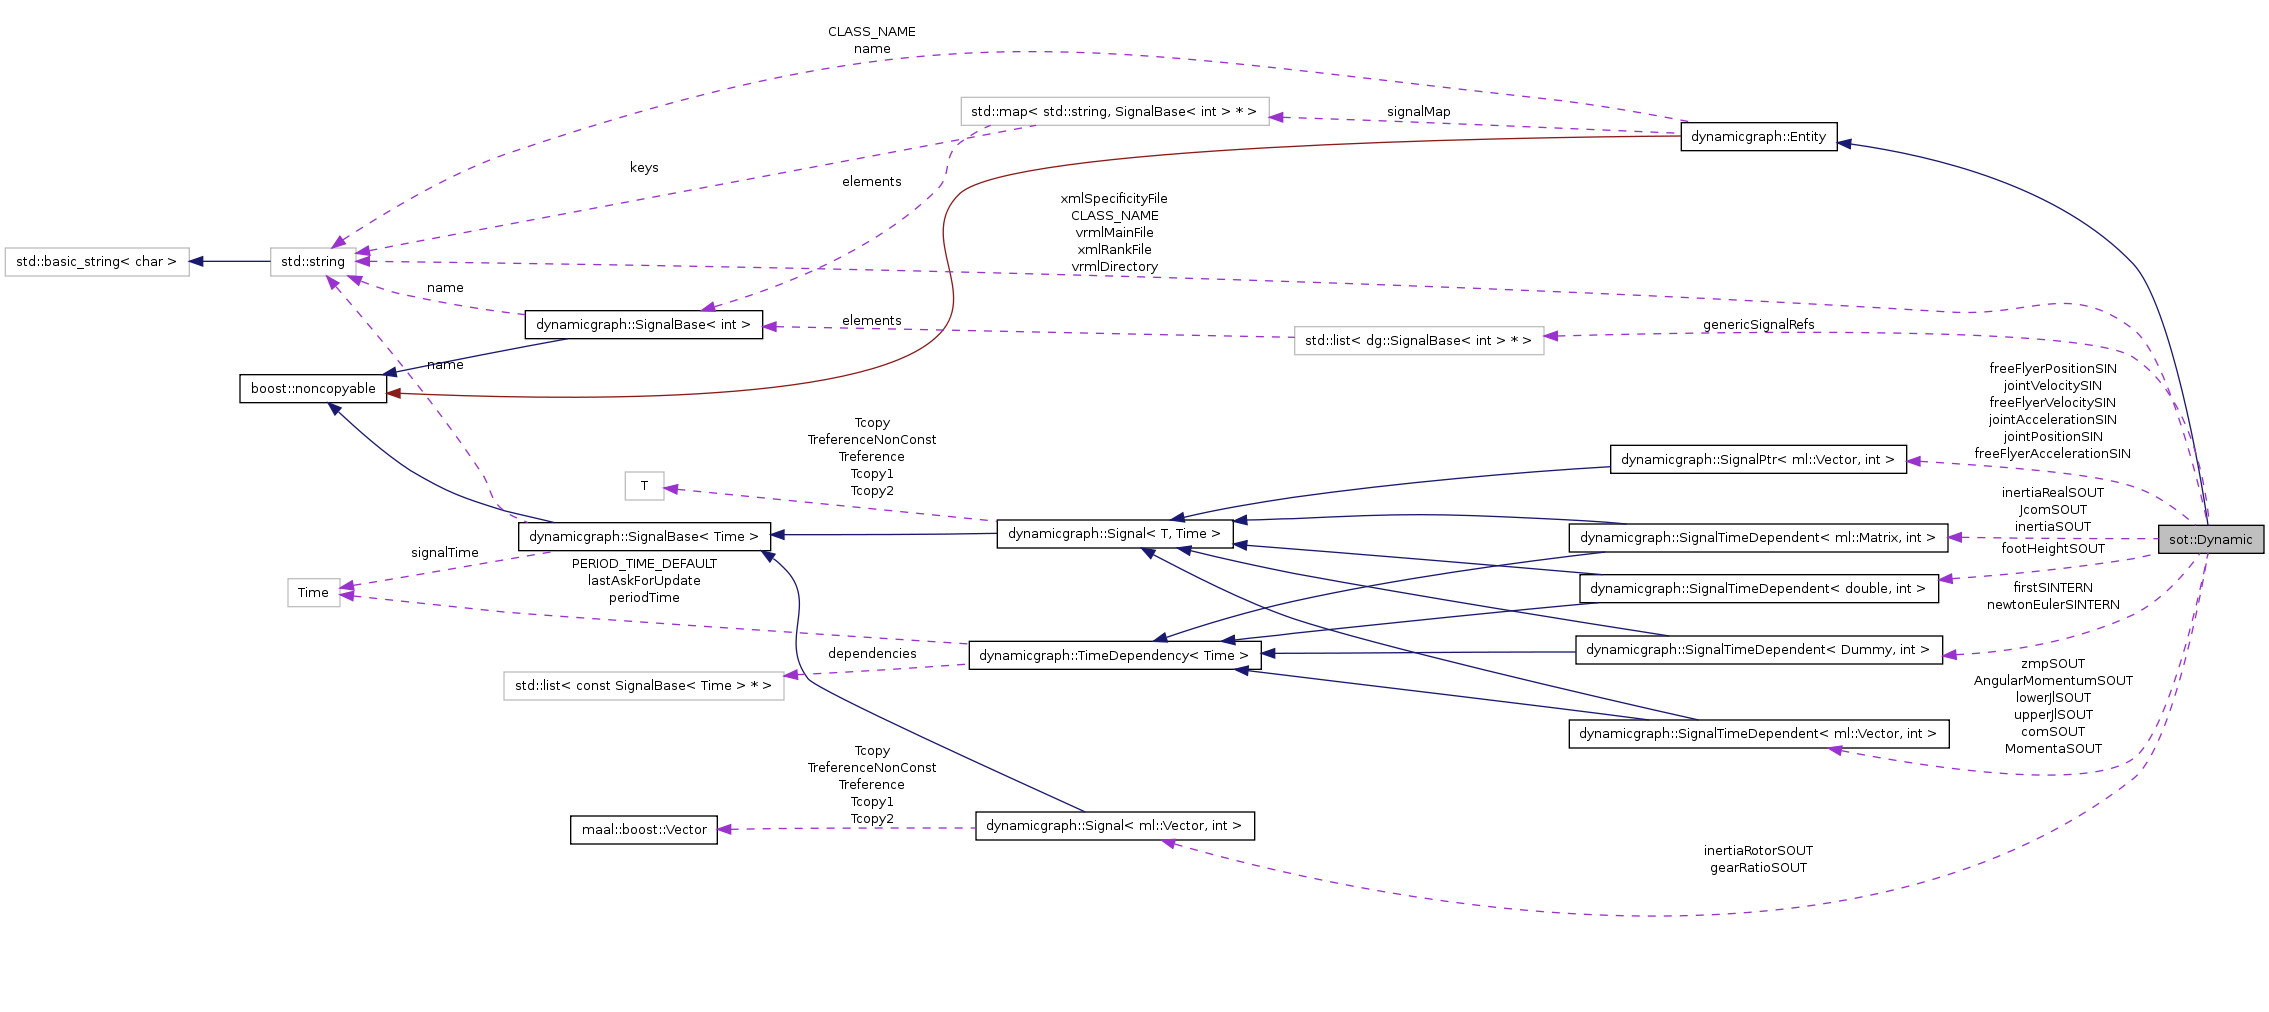 CLASS_NAME
name
std::map< std::string, SignalBase< int > * >
signalMap
dynamicgraph::Entity
keys
elements
xmlSpecificityFile
CLASS_NAME
vrmlMainFile
xmlRankFile
vrmlDirectory
std::basic_string< char >
std::string
name
dynamicgraph::SignalBase< int >
elements
std::list< dg::SignalBase< int > * >
genericSignalRefs
name
boost::noncopyable
freeFlyerPositionSIN
jointVelocitySIN
freeFlyerVelocitySIN
jointAccelerationSIN
jointPositionSIN
freeFlyerAccelerationSIN
Tcopy
TreferenceNonConst
Treference
Tcopy1
Tcopy2
dynamicgraph::SignalPtr< ml::Vector, int >
T
inertiaRealSOUT
JcomSOUT
inertiaSOUT
dynamicgraph::SignalBase< Time >
dynamicgraph::Signal< T, Time >
dynamicgraph::SignalTimeDependent< ml::Matrix, int >
sot::Dynamic
signalTime
footHeightSOUT
PERIOD_TIME_DEFAULT
lastAskForUpdate
periodTime
Time
dynamicgraph::SignalTimeDependent< double, int >
firstSINTERN
newtonEulerSINTERN
dependencies
dynamicgraph::TimeDependency< Time >
dynamicgraph::SignalTimeDependent< Dummy, int >
std::list< const SignalBase< Time > * >
zmpSOUT
AngularMomentumSOUT
lowerJlSOUT
upperJlSOUT
comSOUT
MomentaSOUT
dynamicgraph::SignalTimeDependent< ml::Vector, int >
Tcopy
TreferenceNonConst
Treference
Tcopy1
Tcopy2
maal::boost::Vector
dynamicgraph::Signal< ml::Vector, int >
inertiaRotorSOUT
gearRatioSOUT